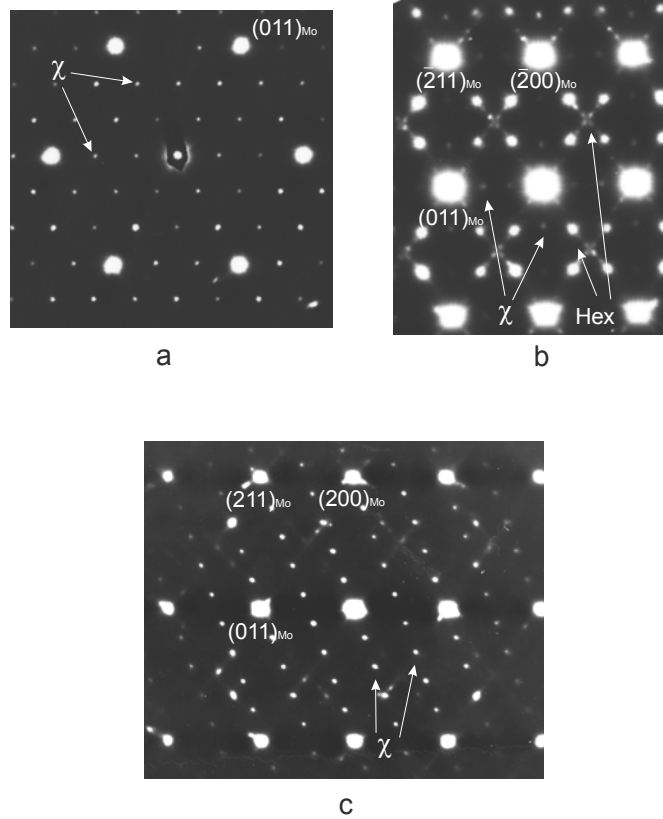 (011)Mo
χ
a
(2̅11)Mo (2̅00)Mo
(011)Mo
χ Hex
b
(211)Mo (200)Mo
(011)Mo
χ
c